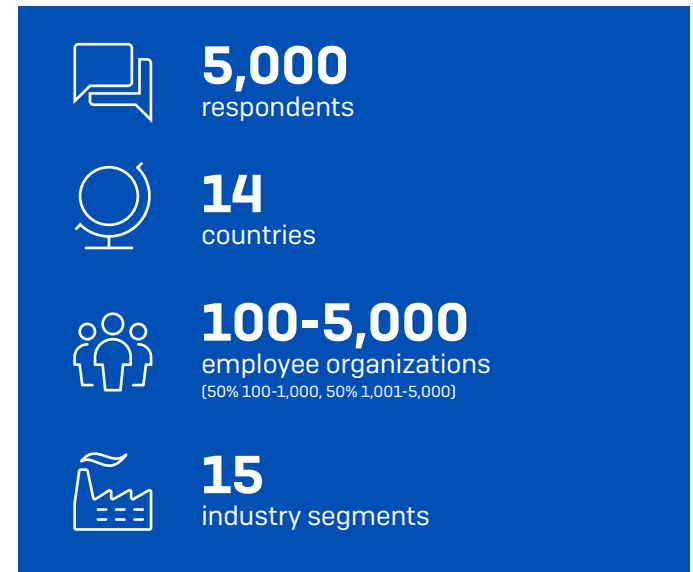 5,000
respondents
14
countries
100-5,000
employee organizations
(50% 100-1,000, 50% 1,001-5,000)
15
industry segments